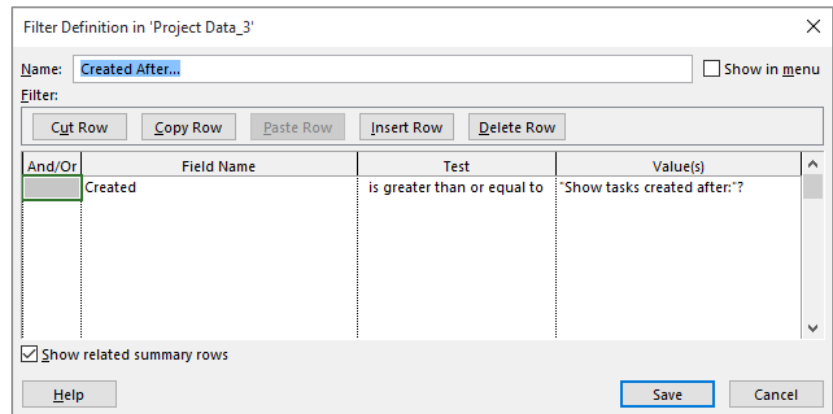 Filter Definition in 'Project Data_3'
Name: Created After... Show in menu
Filter:
Cut Row Copy Row Paste Row Insert Row Delete Row
And/Or Field Name Test Value(s)
Created is greater than or equal to "Show tasks created after:"?
Show related summary rows
Help Save Cancel